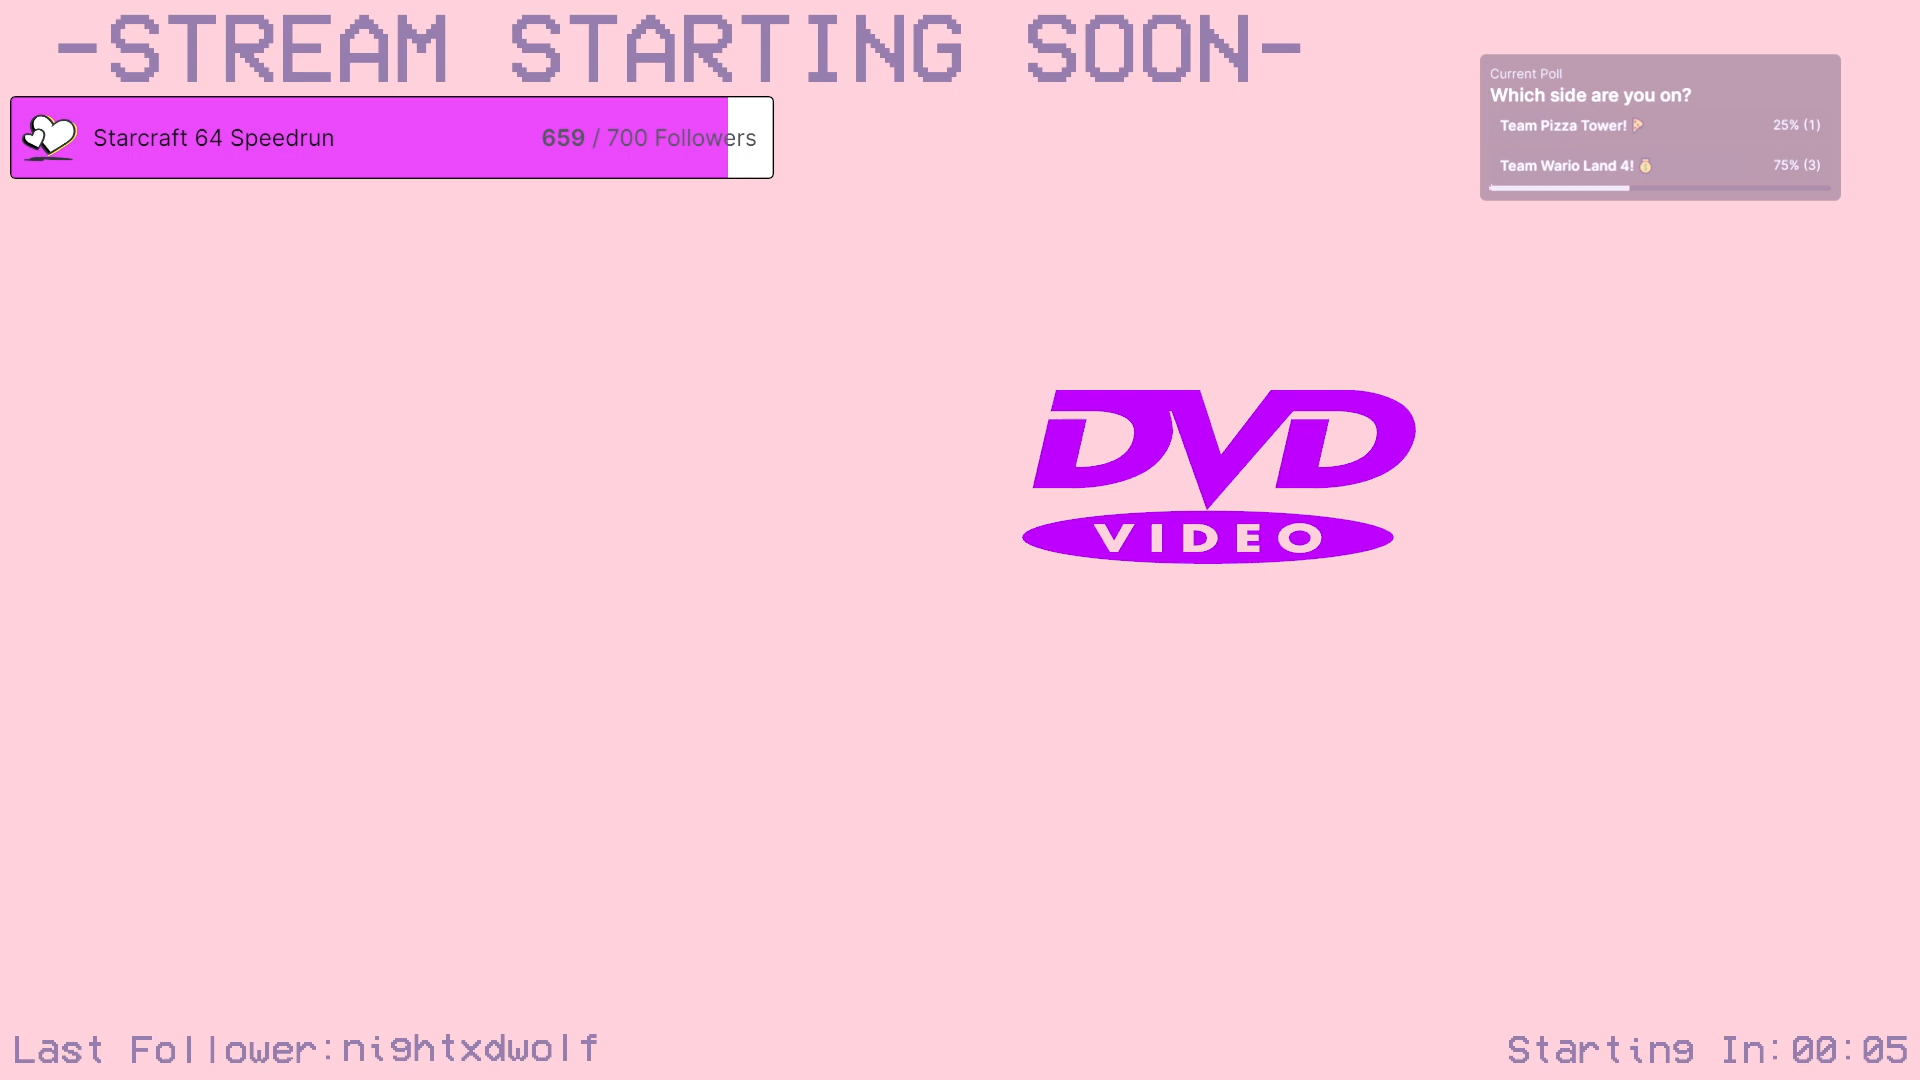 -STREAM STARTING SOON-
Starcraft 64 Speedrun 659 / 700 Followers
Current Poll
Which side are you on?
Team Pizza Tower! 🍕 25% (1)
Team Wario Land 4! 💰 75% (3)
DVD
VIDEO
Last Follower:nightxdwolf
Starting In:00:05